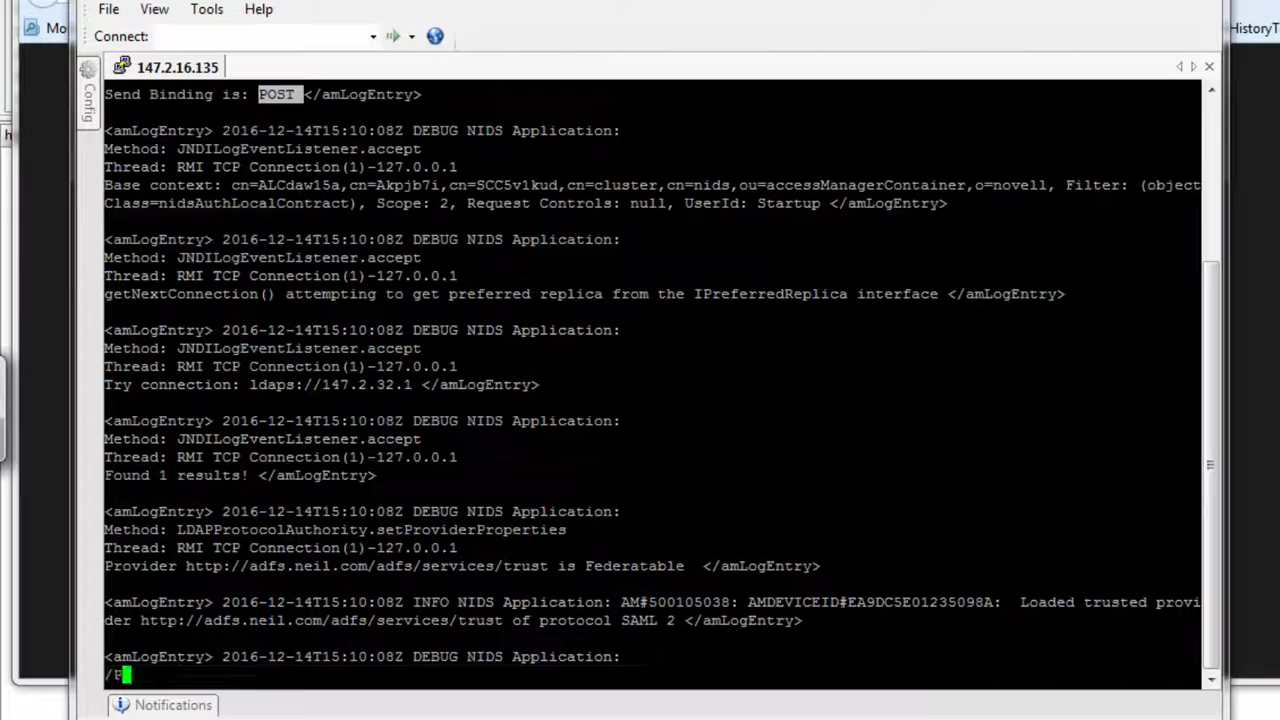 File View Tools Help
Mo
HistoryT
Connect:
147.2.16.135
Config
h
Send Binding is: POST </amLogEntry>
<amLogEntry> 2016-12-14T15:10:08Z DEBUG NIDS Application:
Method: JNDILogEventListener.accept
Thread: RMI TCP Connection(1)-127.0.0.1
Base context: cn=ALCdaw15a,cn=Akpjb7i,cn=SCC5v1kud,cn=cluster,cn=nids,ou=accessManagerContainer,o=novell, Filter: (object
Class=nidsAuthLocalContract), Scope: 2, Request Controls: null, UserId: Startup </amLogEntry>
<amLogEntry> 2016-12-14T15:10:08Z DEBUG NIDS Application:
Method: JNDILogEventListener.accept
Thread: RMI TCP Connection(1)-127.0.0.1
getNextConnection() attempting to get preferred replica from the IPreferredReplica interface </amLogEntry>
<amLogEntry> 2016-12-14T15:10:08Z DEBUG NIDS Application:
Method: JNDILogEventListener.accept
Thread: RMI TCP Connection(1)-127.0.0.1
Try connection: ldaps://147.2.32.1 </amLogEntry>
<amLogEntry> 2016-12-14T15:10:08Z DEBUG NIDS Application:
Method: JNDILogEventListener.accept
Thread: RMI TCP Connection(1)-127.0.0.1
Found 1 results! </amLogEntry>
<amLogEntry> 2016-12-14T15:10:08Z DEBUG NIDS Application:
Method: LDAPProtocolAuthority.setProviderProperties
Thread: RMI TCP Connection(1)-127.0.0.1
Provider http://adfs.neil.com/adfs/services/trust is Federatable </amLogEntry>
<amLogEntry> 2016-12-14T15:10:08Z INFO NIDS Application: AM#500105038: AMDEVICEID#EA9DC5E01235098A: Loaded trusted provi
der http://adfs.neil.com/adfs/services/trust of protocol SAML 2 </amLogEntry>
<amLogEntry> 2016-12-14T15:10:08Z DEBUG NIDS Application:
Notifications